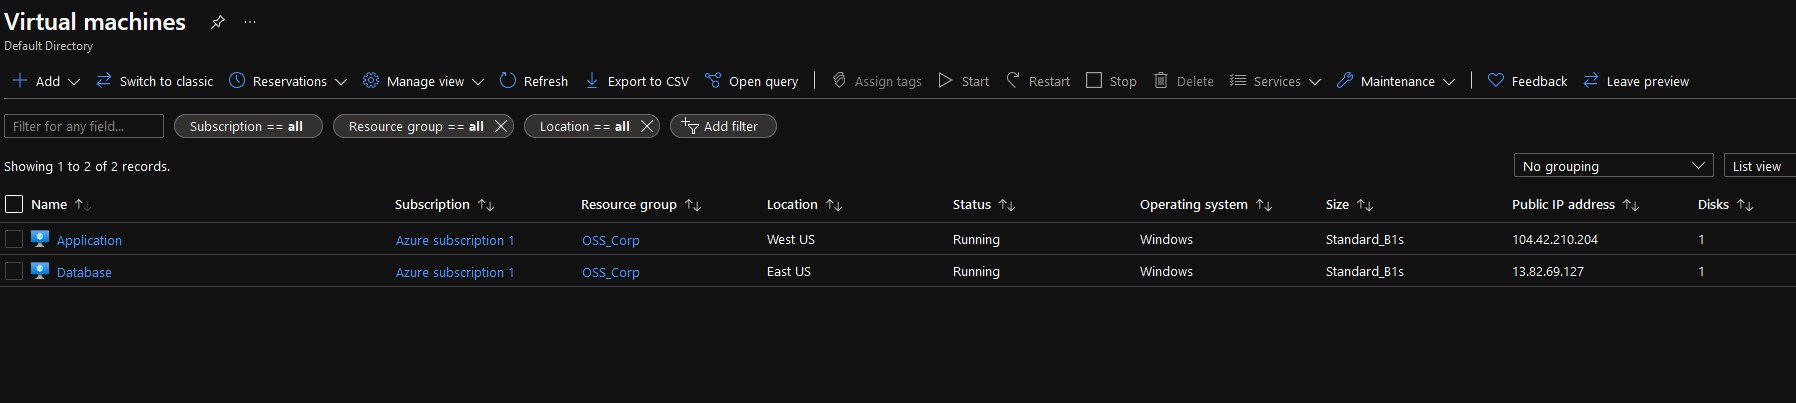 Virtual machines
Default Directory
Add Switch to classic Reservations Manage view Refresh Export to CSV Open query Assign tags Start Restart Stop Delete Services Maintenance Feedback Leave preview
Filter for any field... Subscription == all Resource group == all Location == all Add filter
Showing 1 to 2 of 2 records. No grouping List view
Name Subscription Resource group Location Status Operating system Size Public IP address Disks
Application Azure subscription 1 OSS_Corp West US Running Windows Standard_B1s 104.42.210.204 1
Database Azure subscription 1 OSS_Corp East US Running Windows Standard_B1s 13.82.69.127 1